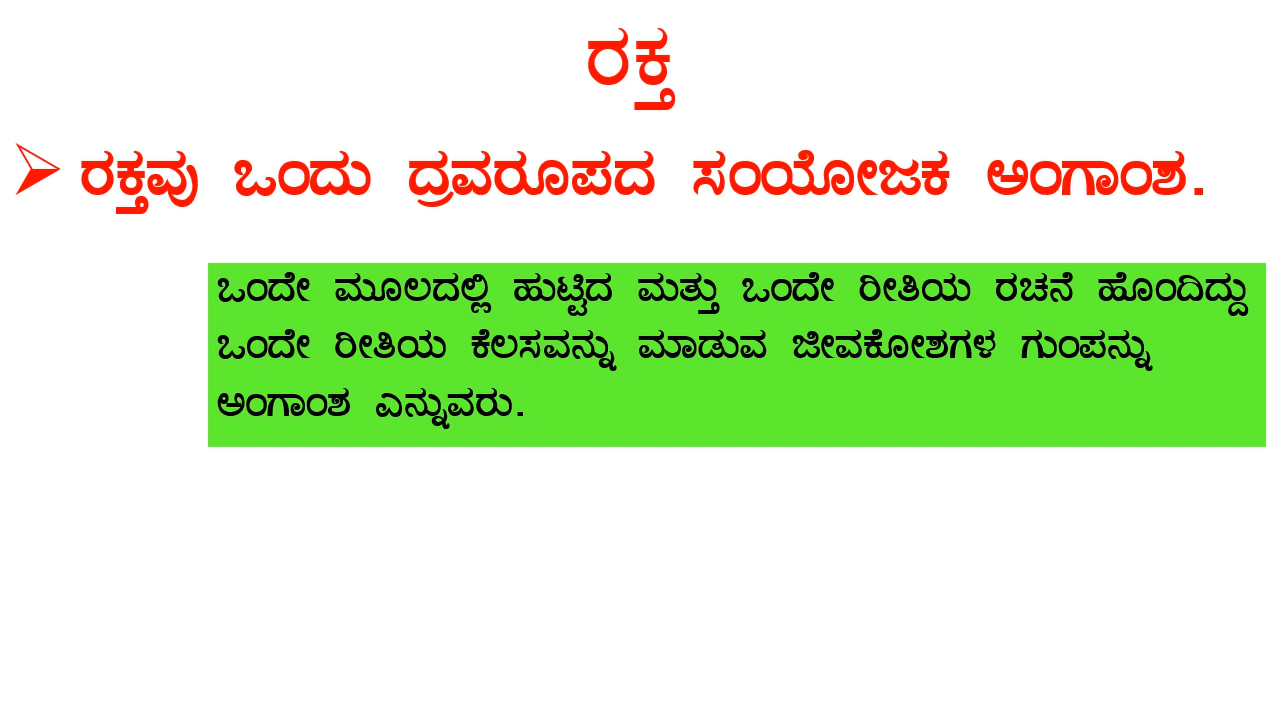 ರಕ್ತ
ರಕ್ತವು ಒಂದು ದ್ರವರೂಪದ ಸಂಯೋಜಕ ಅಂಗಾಂಶ.
ಒಂದೇ ಮೂಲದಲ್ಲಿ ಹುಟ್ಟಿದ ಮತ್ತು ಒಂದೇ ರೀತಿಯ ರಚನೆ ಹೊಂದಿದ್ದು
ಒಂದೇ ರೀತಿಯ ಕೆಲಸವನ್ನು ಮಾಡುವ ಜೀವಕೋಶಗಳ ಗುಂಪನ್ನು
ಅಂಗಾಂಶ ಎನ್ನುವರು.